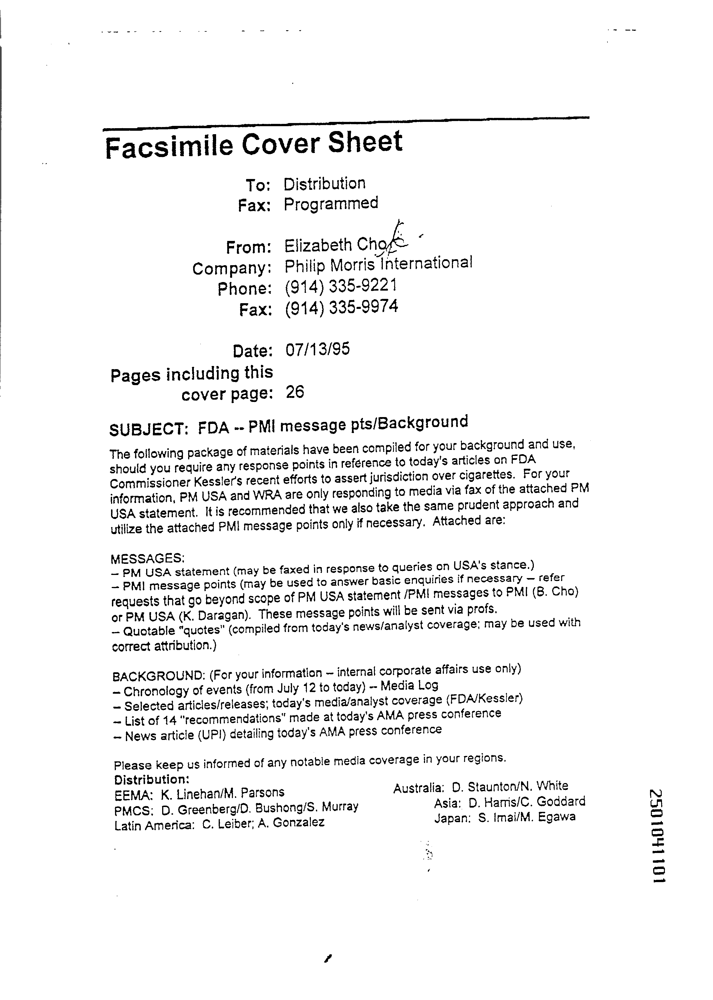 Facsimile Cover Sheet
To: Distribution
Fax: Programmed
From: Elizabeth Cho
Company: Philip Morris International
Phone: (914) 335-9221
Fax: (914) 335-9974
Date: 07/13/95
Pages including this
cover page: 26
SUBJECT: FDA -- PMI message pts/Background
The following package of materials have been compiled for your background and use,
should you require any response points in reference to today's articles on FDA
Commissioner Kessler's recent efforts to assert jurisdiction over cigarettes. For your
information, PM USA and WRA are only responding to media via fax of the attached PM
USA statement. It is recommended that we also take the same prudent approach and
utilize the attached PMI message points only if necessary. Attached are:
MESSAGES:
– PM USA statement (may be faxed in response to queries on USA's stance.)
– PMI message points (may be used to answer basic enquiries if necessary – refer
requests that go beyond scope of PM USA statement /PMI messages to PMI (B. Cho)
or PM USA (K. Daragan). These message points will be sent via profs.
– Quotable "quotes" (compiled from today's news/analyst coverage; may be used with
correct attribution.)
BACKGROUND: (For your information – internal corporate affairs use only)
– Chronology of events (from July 12 to today) – Media Log
– Selected articles/releases; today's media/analyst coverage (FDA/Kessler)
– List of 14 "recommendations" made at today's AMA press conference
– News article (UPI) detailing today's AMA press conference
Please keep us informed of any notable media coverage in your regions.
Distribution:
EEMA: K. Linehan/M. Parsons
PMCS: D. Greenberg/D. Bushong/S. Murray
Latin America: C. Leiber; A. Gonzalez
Australia: D. Staunton/N. White
Asia: D. Harris/C. Goddard
Japan: S. Imai/M. Egawa
2501041101